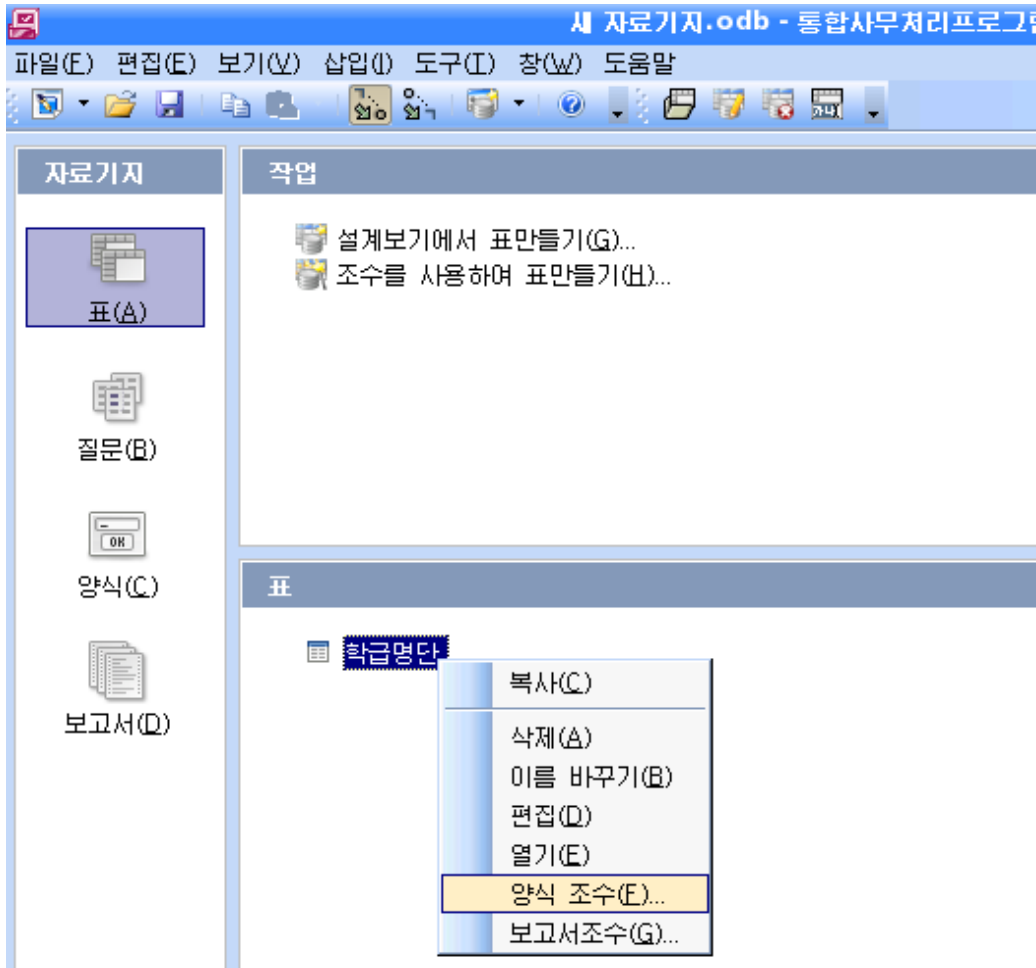 새 자료기지.odb - 통합사무처리프로그램
파일(F) 편집(E) 보기(V) 삽입(I) 도구(T) 창(W) 도움말
자료기지
작업
설계보기에서 표만들기(G)...
조수를 사용하여 표만들기(H)...
표(A)
질문(B)
OK
양식(C)
보고서(D)
표
학급명단
복사(C)
삭제(A)
이름 바꾸기(B)
편집(D)
열기(E)
양식 조수(F)...
보고서조수(G)...